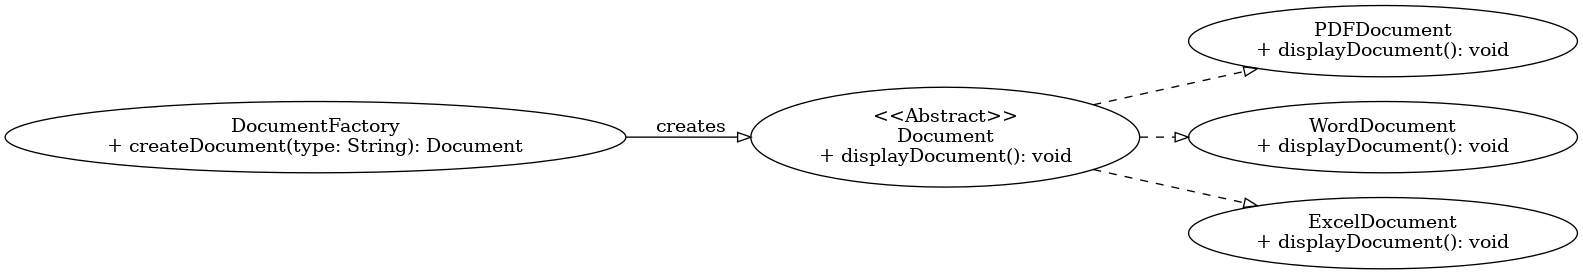 DocumentFactory
+ createDocument(type: String): Document
creates
<<Abstract>>
Document
+ displayDocument(): void
PDFDocument
+ displayDocument(): void
WordDocument
+ displayDocument(): void
ExcelDocument
+ displayDocument(): void